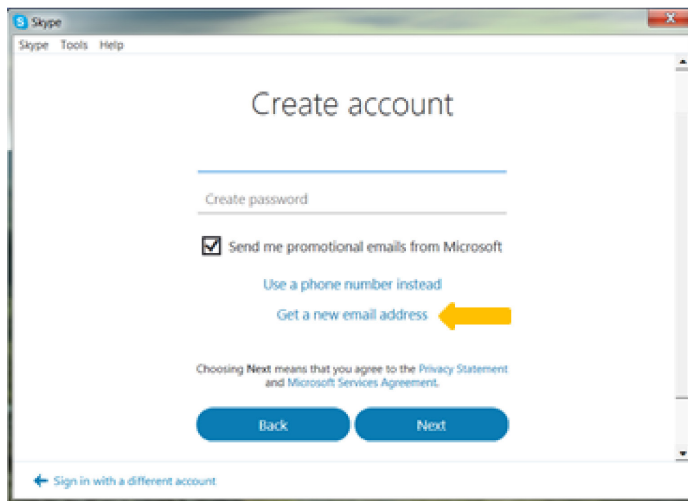 Skype
Skype Tools Help
Create account
Create password
Send me promotional emails from Microsoft
Use a phone number instead
Get a new email address
Choosing Next means that you agree to the Privacy Statement
and Microsoft Services Agreement.
Back Next
Sign in with a different account